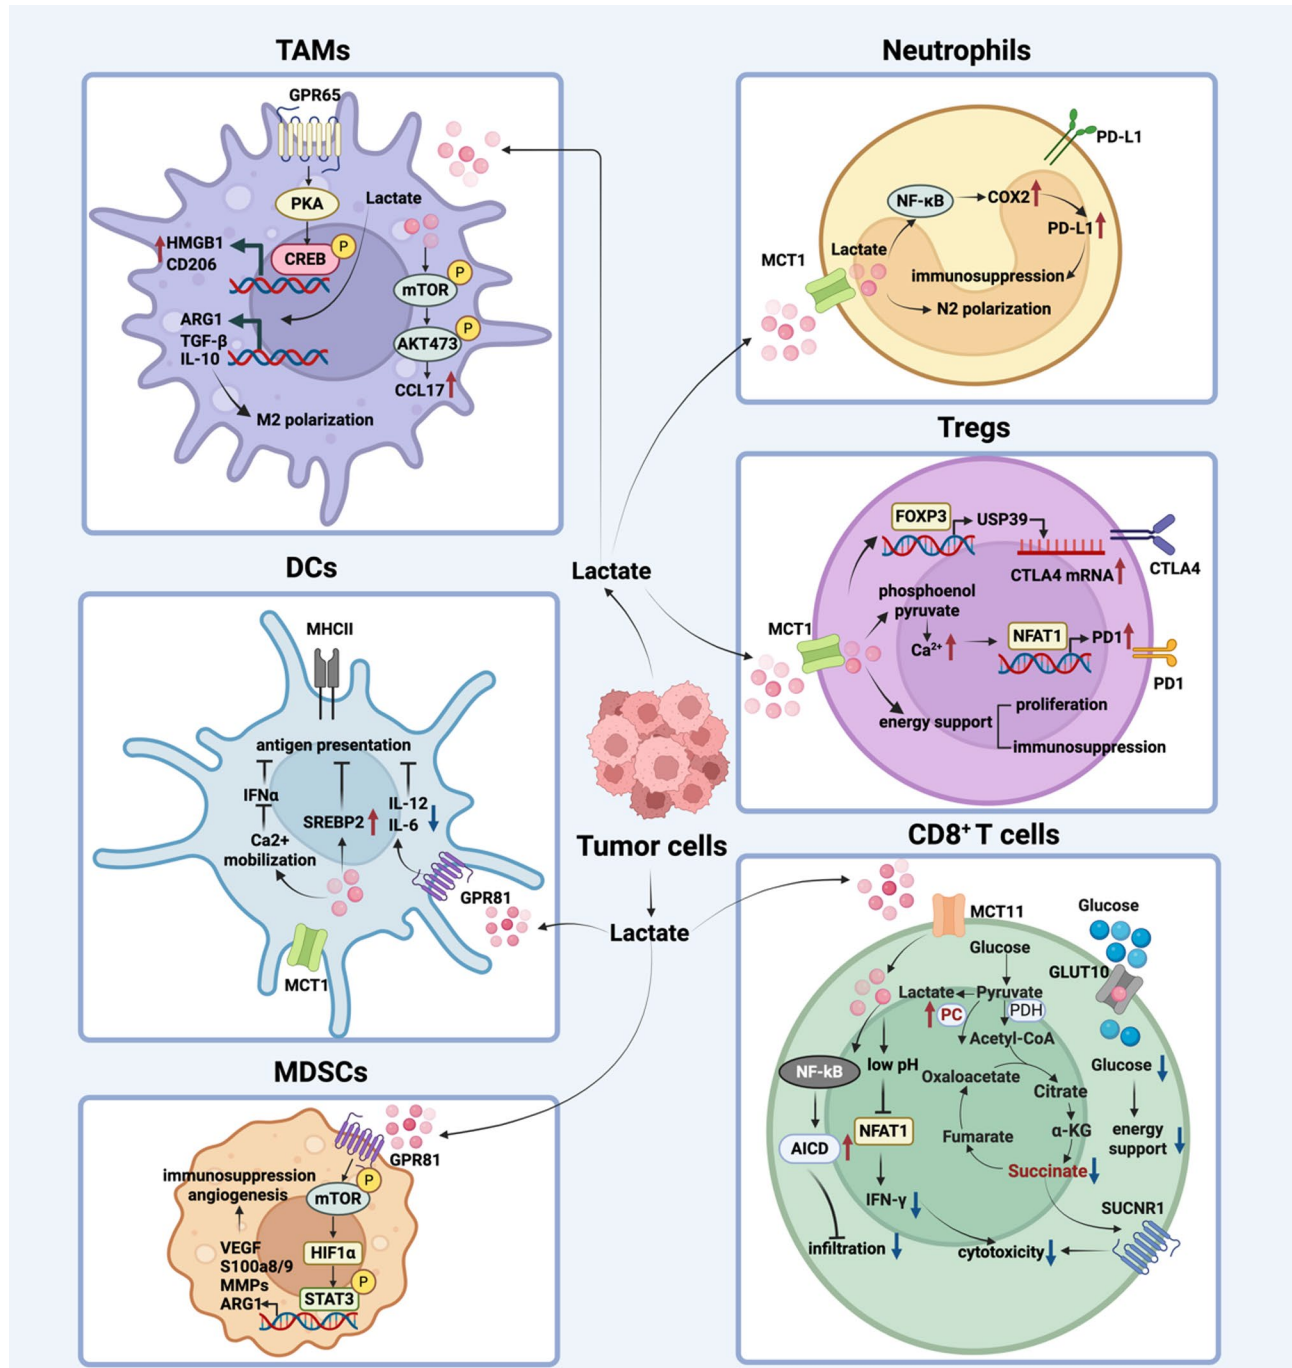 TAMs
GPR65
PKA
Lactate
P
CREB
HMGB1
CD206
P
mTOR
P
AKT473
CCL17
ARG1
TGF-β
IL-10
M2 polarization
Neutrophils
PD-L1
NF-κB
COX2
PD-L1
MCT1
Lactate
immunosuppression
N2 polarization
Tregs
FOXP3
USP39
CTLA4 mRNA
CTLA4
phosphoenol
pyruvate
MCT1
Ca²⁺
NFAT1
PD1
PD1
energy support
proliferation
immunosuppression
Lactate
Tumor cells
Lactate
DCs
MHCII
antigen presentation
IFNα
SREBP2
IL-12
IL-6
Ca2+
mobilization
GPR81
MCT1
MDSCs
GPR81
immunosuppression
angiogenesis
P
mTOR
HIF1α
P
STAT3
VEGF
S100a8/9
MMPs
ARG1
CD8⁺ T cells
MCT11
Glucose
Glucose
GLUT10
Lactate
Pyruvate
PC
PDH
Acetyl-CoA
NF-kB
low pH
Oxaloacetate
Citrate
Glucose
AICD
NFAT1
Fumarate
α-KG
energy
support
Succinate
IFN-γ
SUCNR1
infiltration
cytotoxicity